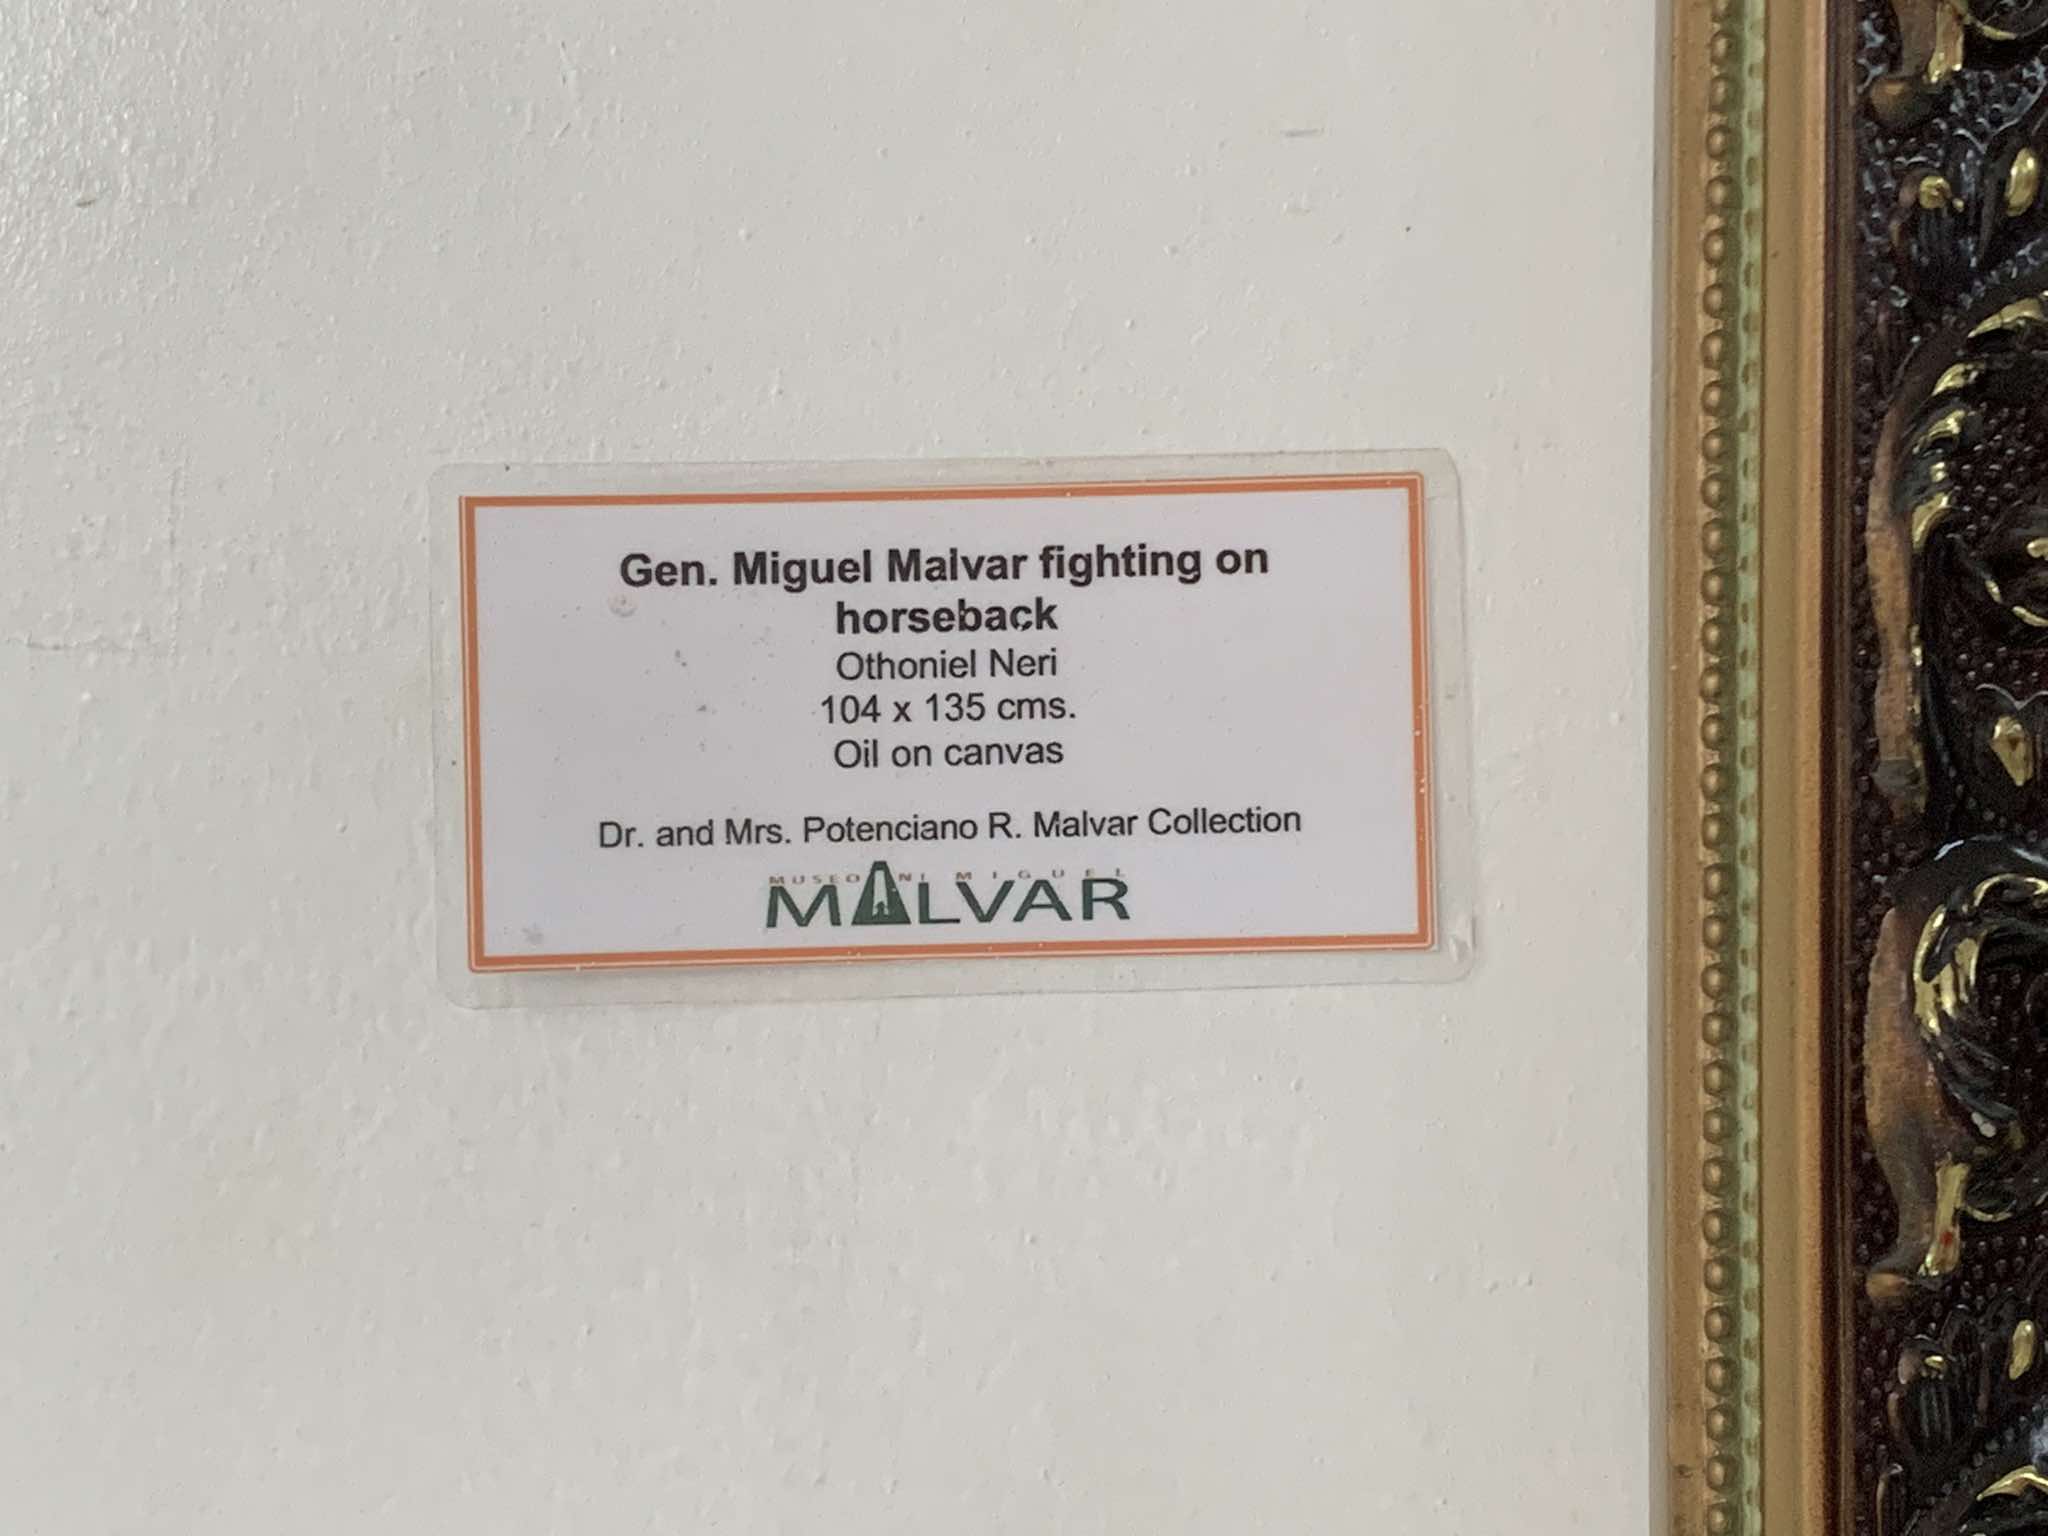 Gen. Miguel Malvar fighting on
horseback
Othoniel Neri
104 x 135 cms.
Oil on canvas
Dr. and Mrs. Potenciano R. Malvar Collection
MUSEO NI MIGUEL
MALVAR